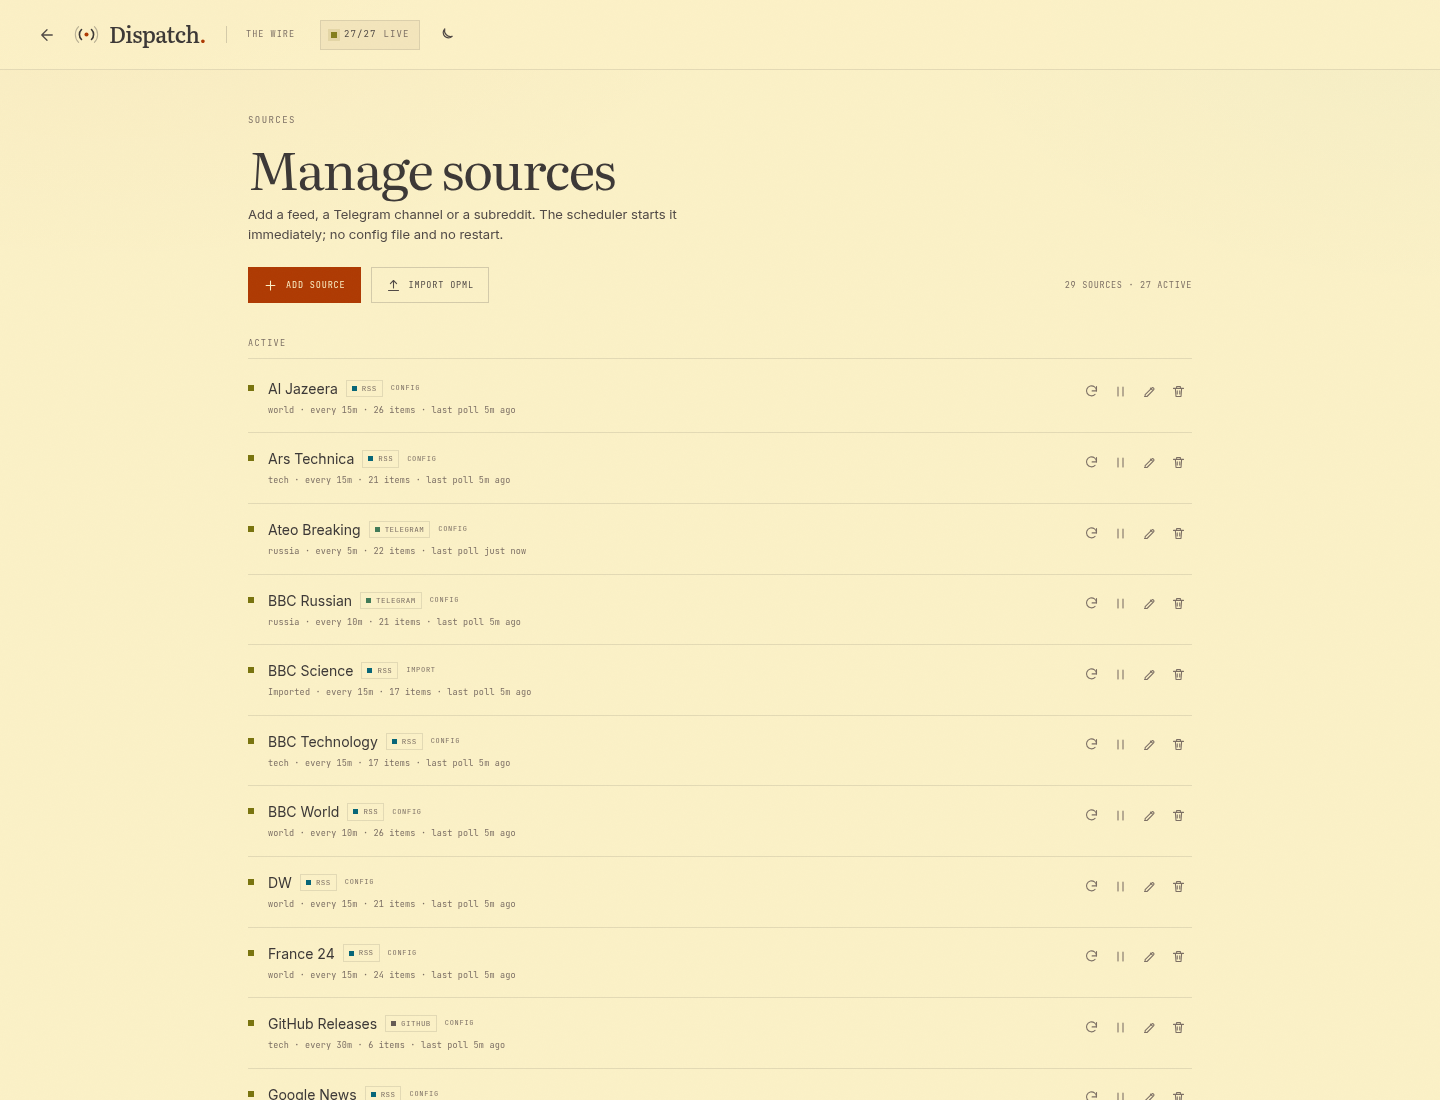 Dispatch.
THE WIRE
27/27 LIVE
SOURCES
Manage sources
Add a feed, a Telegram channel or a subreddit. The scheduler starts it
immediately; no config file and no restart.
ADD SOURCE
IMPORT OPML
29 SOURCES · 27 ACTIVE
ACTIVE
Al Jazeera RSS CONFIG
world · every 15m · 26 items · last poll 5m ago
Ars Technica RSS CONFIG
tech · every 15m · 21 items · last poll 5m ago
Ateo Breaking TELEGRAM CONFIG
russia · every 5m · 22 items · last poll just now
BBC Russian TELEGRAM CONFIG
russia · every 10m · 21 items · last poll 5m ago
BBC Science RSS IMPORT
Imported · every 15m · 17 items · last poll 5m ago
BBC Technology RSS CONFIG
tech · every 15m · 17 items · last poll 5m ago
BBC World RSS CONFIG
world · every 10m · 26 items · last poll 5m ago
DW RSS CONFIG
world · every 15m · 21 items · last poll 5m ago
France 24 RSS CONFIG
world · every 15m · 24 items · last poll 5m ago
GitHub Releases GITHUB CONFIG
tech · every 30m · 6 items · last poll 5m ago
Google News RSS CONFIG